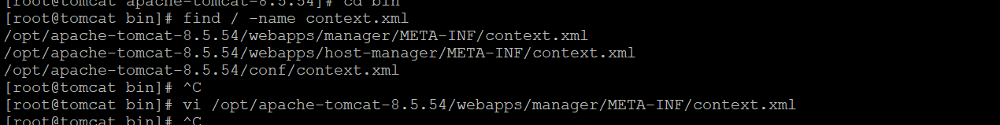 [root@tomcat apache-tomcat-8.5.54]# cd bin
[root@tomcat bin]# find / -name context.xml
/opt/apache-tomcat-8.5.54/webapps/manager/META-INF/context.xml
/opt/apache-tomcat-8.5.54/webapps/host-manager/META-INF/context.xml
/opt/apache-tomcat-8.5.54/conf/context.xml
[root@tomcat bin]# ^C
[root@tomcat bin]# vi /opt/apache-tomcat-8.5.54/webapps/manager/META-INF/context.xml
[root@tomcat bin]# ^C